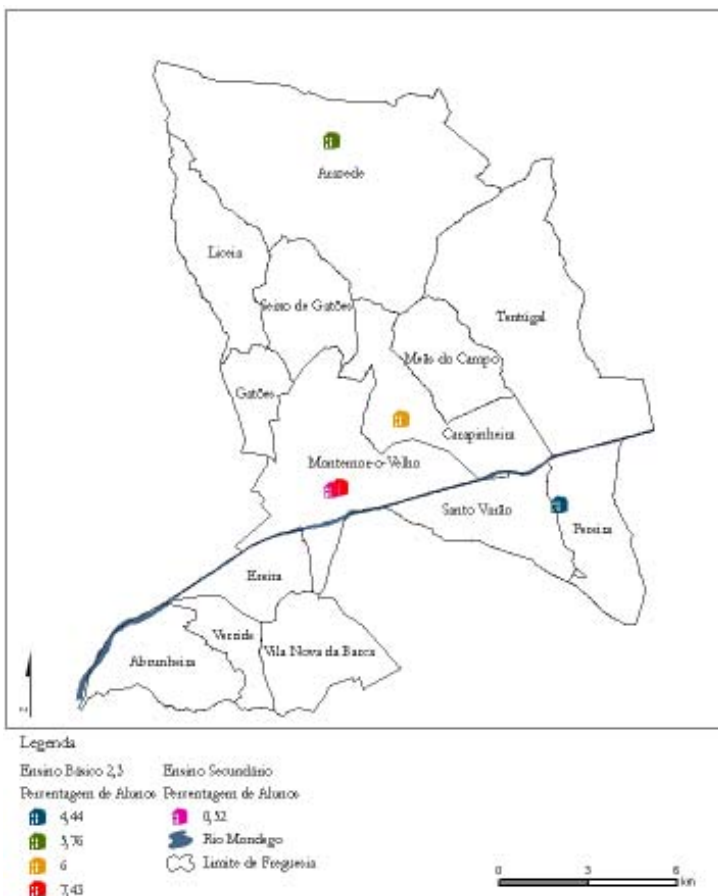 Arazede
Liceia
Seixo de Gatões
Tentúgal
Meãs do Campo
Gatões
Carapinheira
Montemor-o-Velho
Santo Varão
Pereira
Ereira
Verride
Vila Nova da Barca
Abrunheira
N
Legenda
Ensino Básico 2,3 Ensino Secundário
Percentagem de Alunos Percentagem de Alunos
4,44 0,52
5,76 Rio Mondego
6 Limite de Freguesia
7,43
0 3 6
km